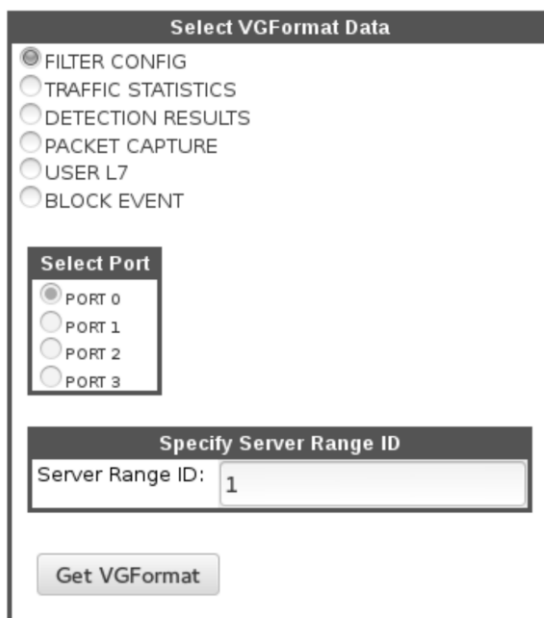 Select VGFormat Data
FILTER CONFIG
TRAFFIC STATISTICS
DETECTION RESULTS
PACKET CAPTURE
USER L7
BLOCK EVENT
Select Port
PORT 0
PORT 1
PORT 2
PORT 3
Specify Server Range ID
Server Range ID: 1
Get VGFormat